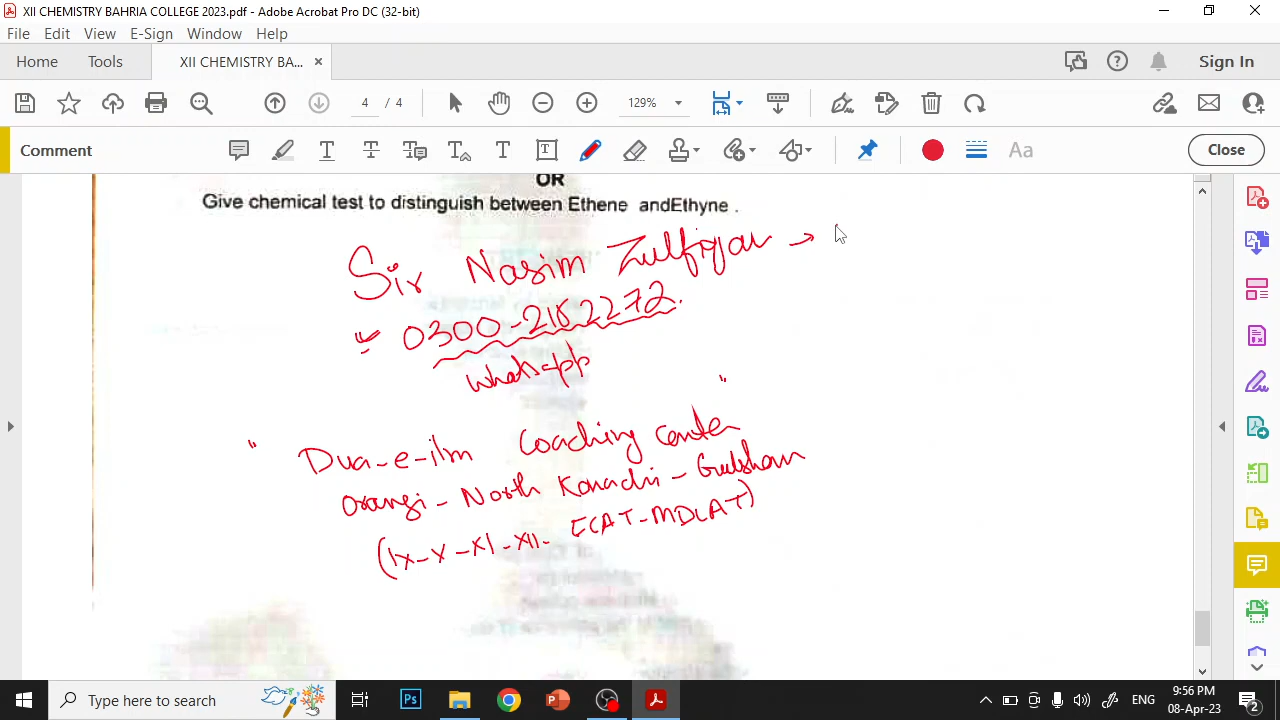 XII CHEMISTRY BAHRIA COLLEGE 2023.pdf - Adobe Acrobat Pro DC (32-bit)
File Edit View E-Sign Window Help
Home Tools XII CHEMISTRY BA... Sign In
4 / 4 129%
Comment Close
OR
Give chemical test to distinguish between Ethene andEthyne .
Sir Nasim Zulfiqar →
0300-2182272.
Whatsapp
" Dua-e-ilm Coaching Center "
Orangi - North Karachi - Gulshan
(IX-X-XI-XII- ECAT-MDCAT)
Type here to search
ENG
9:56 PM
08-Apr-23
2